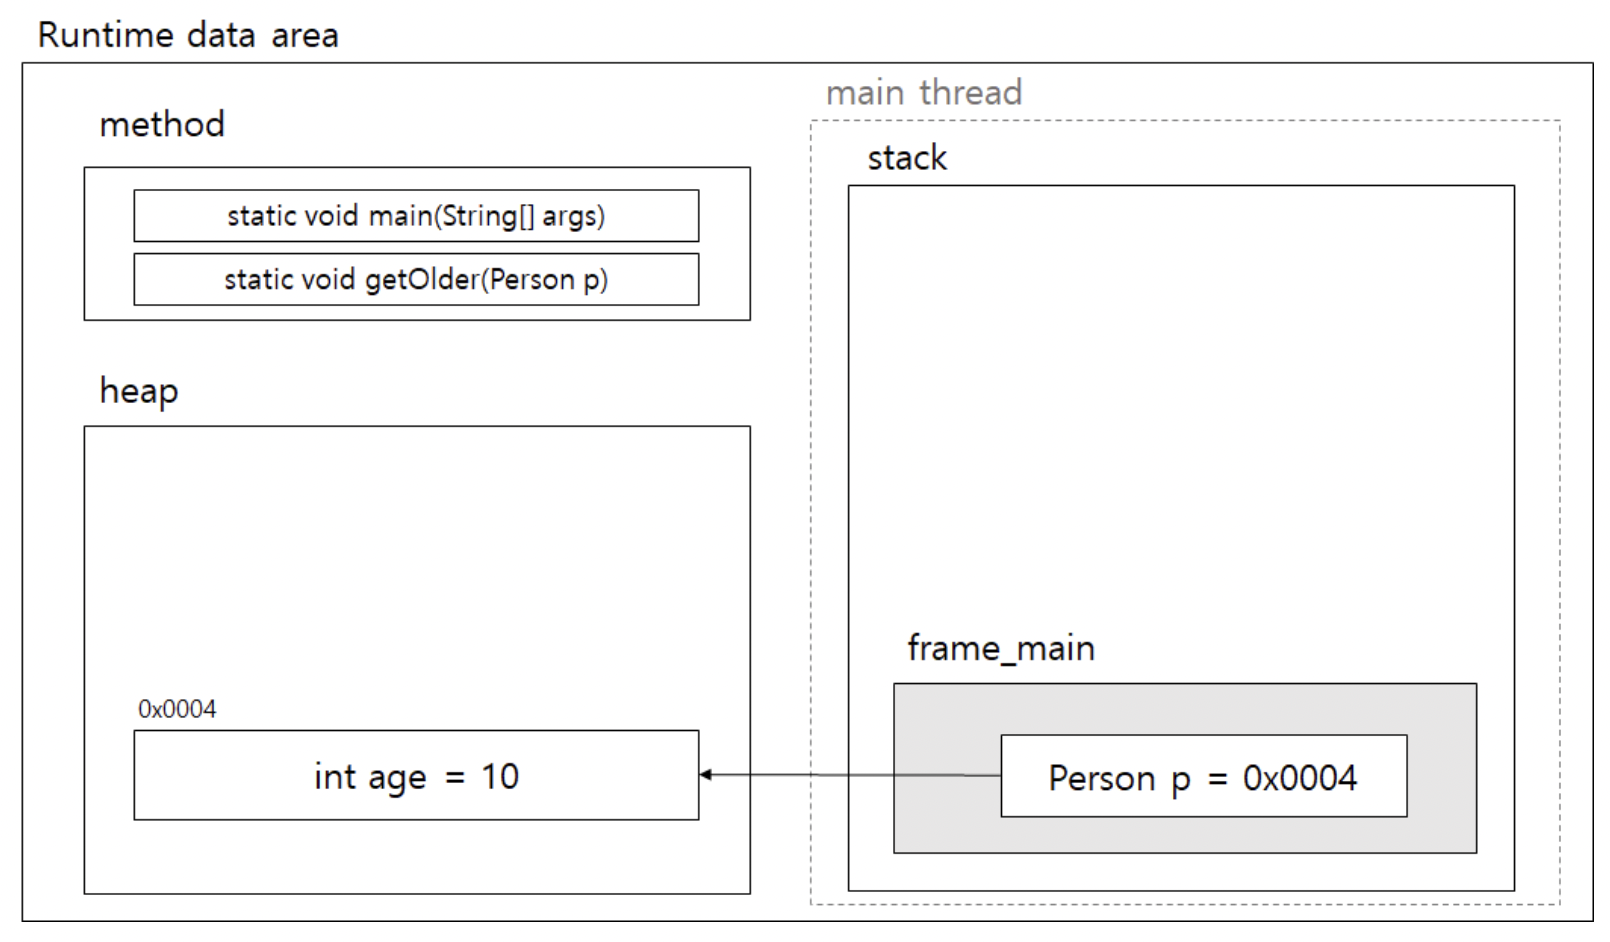 Runtime data area
method
static void main(String[] args)
static void getOlder(Person p)
heap
0x0004
int age = 10
main thread
stack
frame_main
Person p = 0x0004